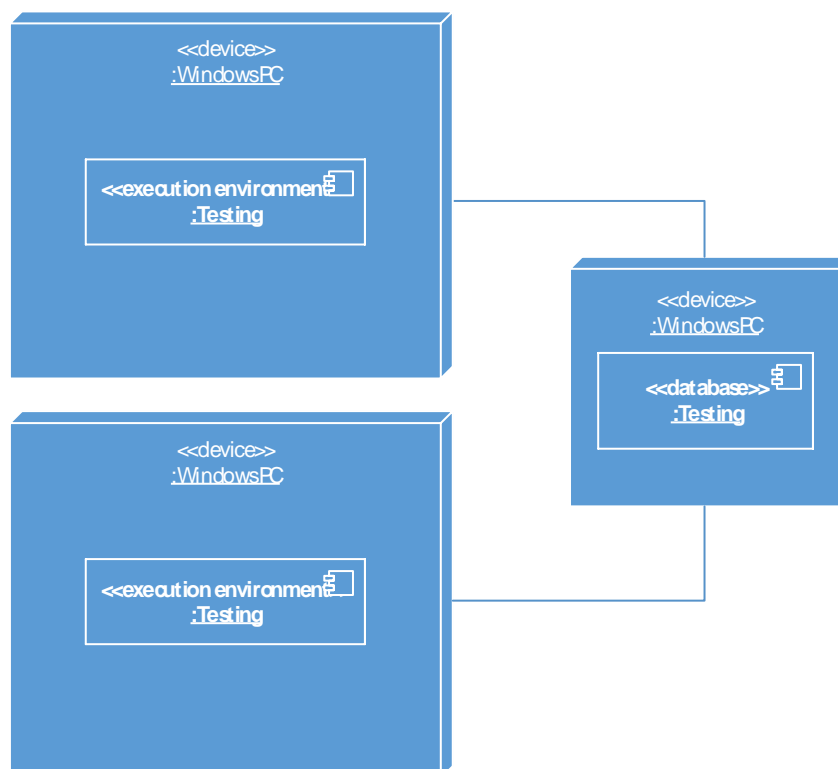 <<device>>
:WindowsPC
<<execution environment>>
:Testing
<<device>>
:WindowsPC
<<database>>
:Testing
<<device>>
:WindowsPC
<<execution environment>>
:Testing